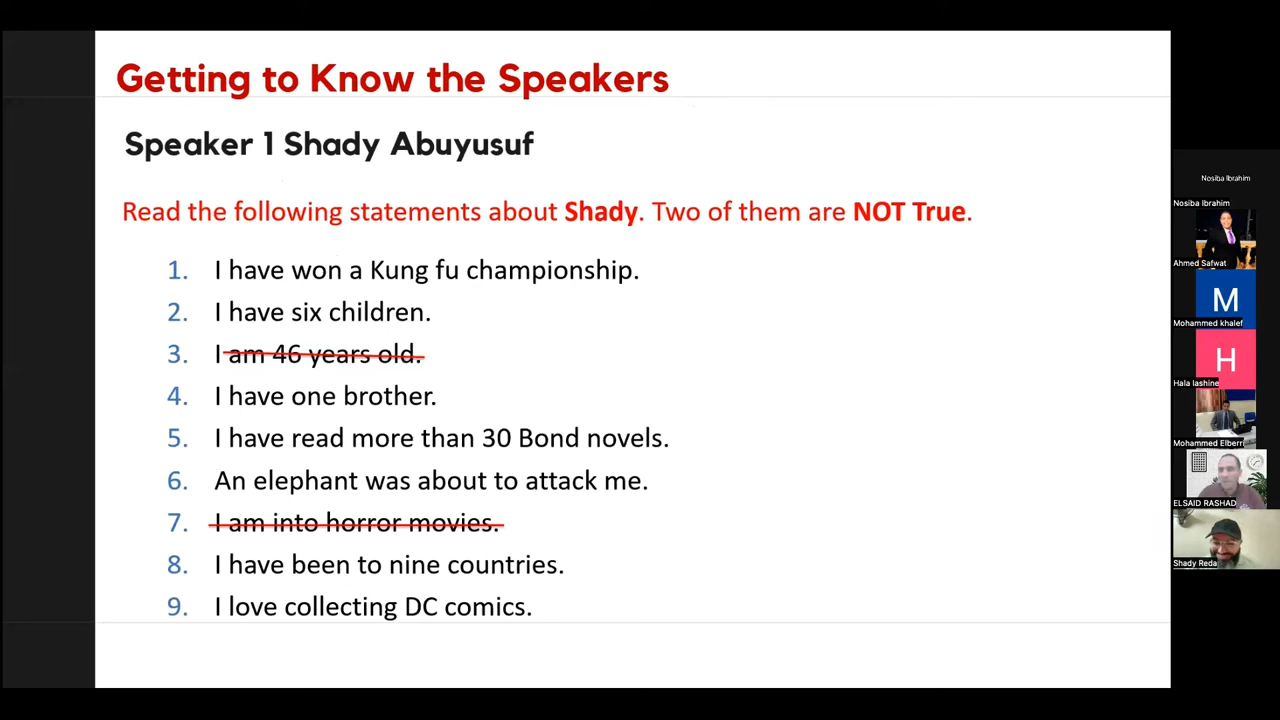 Getting to Know the Speakers
Speaker 1 Shady Abuyusuf
Read the following statements about Shady. Two of them are NOT True.
1. I have won a Kung fu championship.
2. I have six children.
3. I am 46 years old.
4. I have one brother.
5. I have read more than 30 Bond novels.
6. An elephant was about to attack me.
7. I am into horror movies.
8. I have been to nine countries.
9. I love collecting DC comics.
Nosiba Ibrahim
Nosiba Ibrahim
Ahmed Safwat
M
Mohammed khalef
H
Hala lashine
Mohammed Elberri
ELSAID RASHAD
Shady Reda